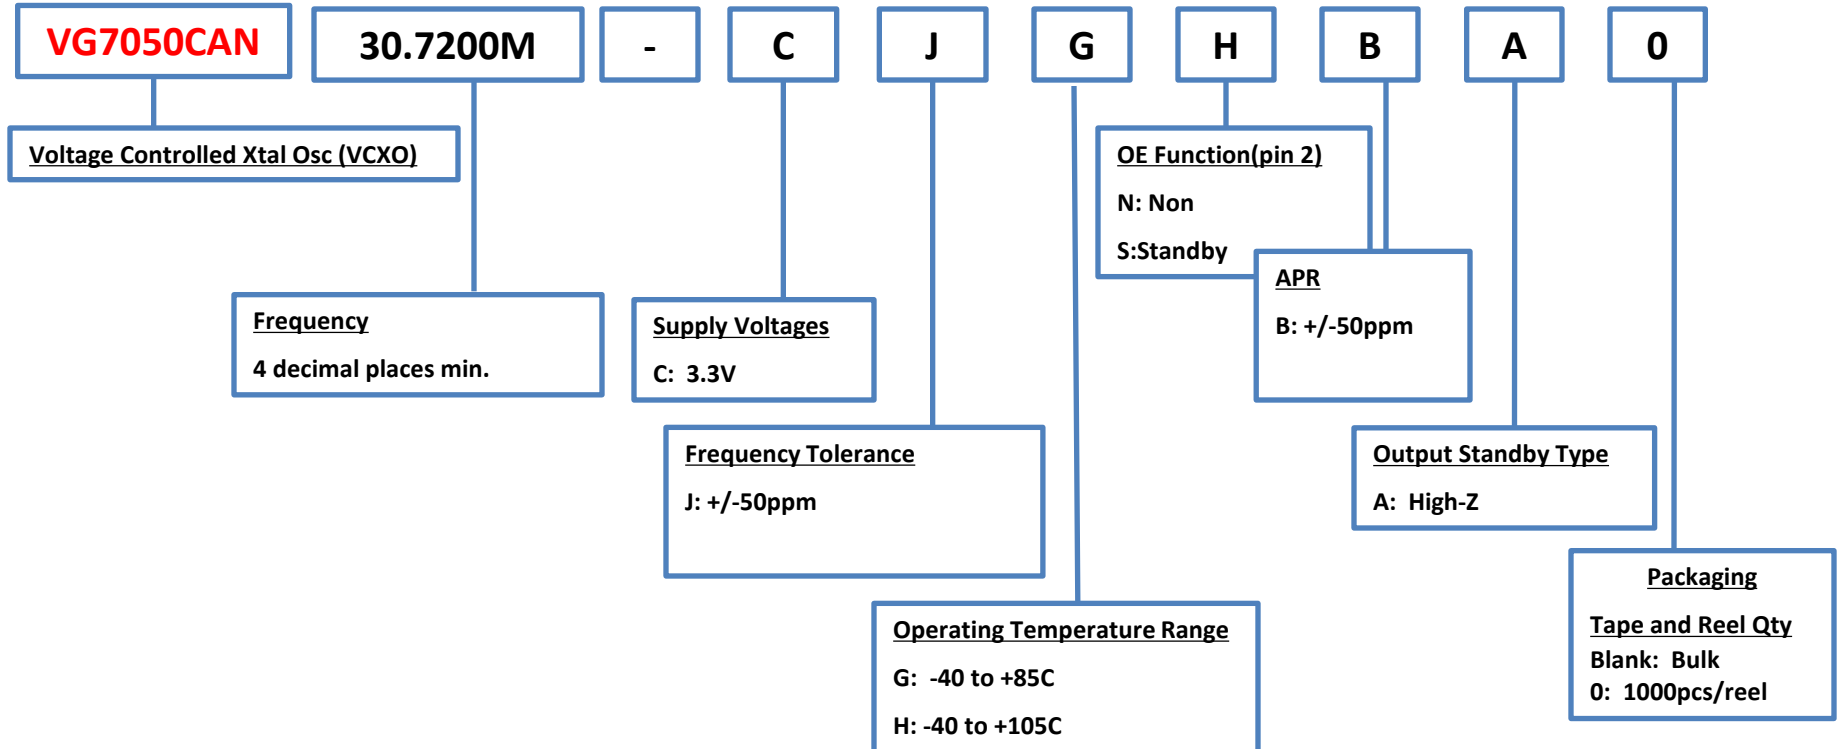 VG7050CAN 30.7200M - C J G H B A 0
Voltage Controlled Xtal Osc (VCXO)
OE Function(pin 2)
N: Non
S:Standby
APR
B: +/-50ppm
Frequency
4 decimal places min.
Supply Voltages
C: 3.3V
Frequency Tolerance
J: +/-50ppm
Output Standby Type
A: High-Z
Packaging
Tape and Reel Qty
Blank: Bulk
0: 1000pcs/reel
Operating Temperature Range
G: -40 to +85C
H: -40 to +105C